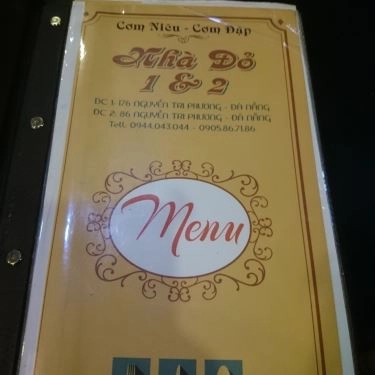 Cơm Niêu - Cơm Đập
Nhà Đỏ
1 & 2
ĐC 1: 176 NGUYỄN TRI PHƯƠNG - ĐÀ NẴNG
ĐC 2: 86 NGUYỄN TRI PHƯƠNG - ĐÀ NẴNG
Tell: 0944.043.044 - 0905.867.186
Menu